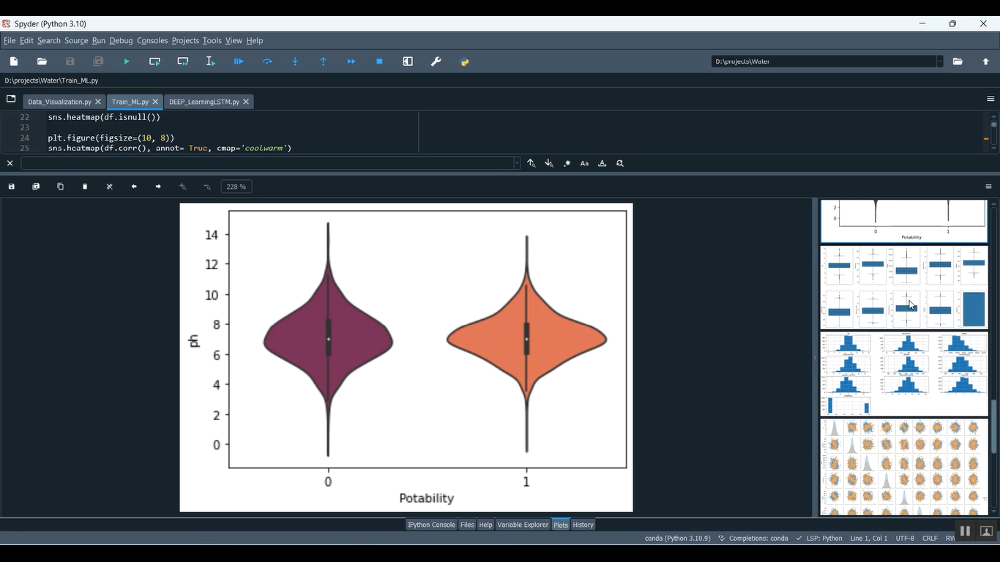 Spyder (Python 3.10)
File Edit Search Source Run Debug Consoles Projects Tools View Help
D:\projects\Water
D:\projects\Water\Train_ML.py
Data_Visualization.py Train_ML.py DEEP_LearningLSTM.py
22 sns.heatmap(df.isnull())
23
24 plt.figure(figsize=(10, 8))
25 sns.heatmap(df.corr(), annot= True, cmap='coolwarm')
Aa
228 %
14
12
10
8
6
4
2
0
ph
0 1
Potability
2
0
0 1
Potability
IPython Console Files Help Variable Explorer Plots History
conda (Python 3.10.9) Completions: conda LSP: Python Line 1, Col 1 UTF-8 CRLF RW